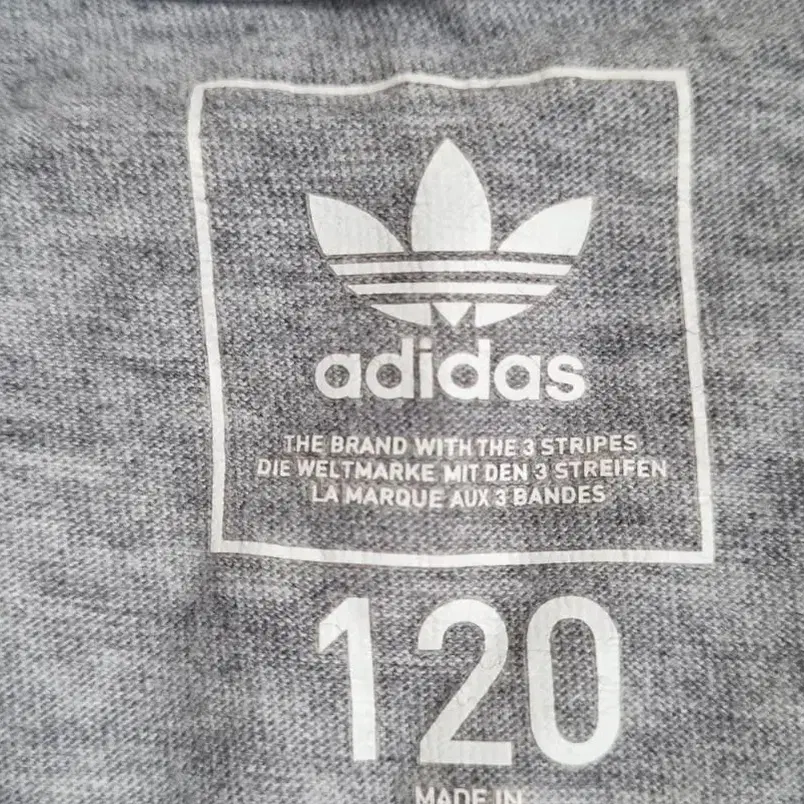 adidas
THE BRAND WITH THE 3 STRIPES
DIE WELTMARKE MIT DEN 3 STREIFEN
LA MARQUE AUX 3 BANDES
120
MADE IN